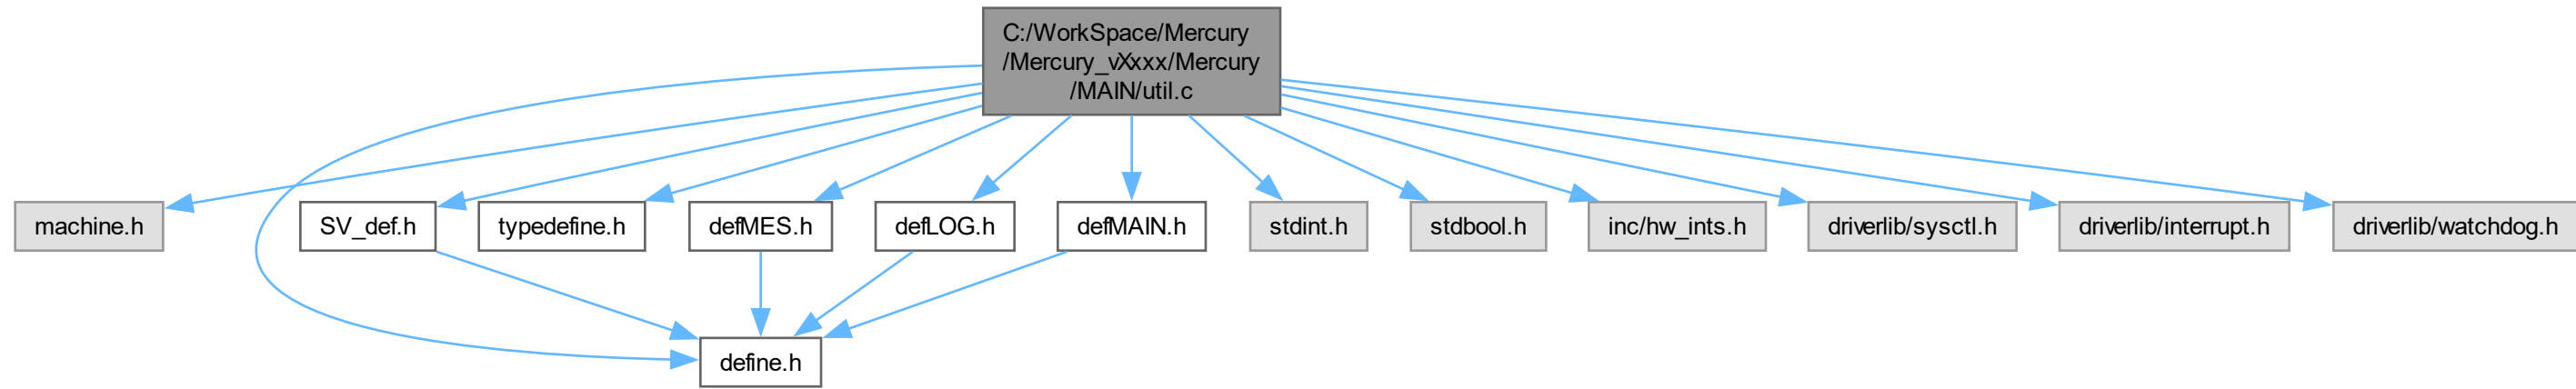 C:/WorkSpace/Mercury
/Mercury_vXxxx/Mercury
/MAIN/util.c
machine.h
SV_def.h
typedefine.h
defMES.h
defLOG.h
defMAIN.h
stdint.h
stdbool.h
inc/hw_ints.h
driverlib/sysctl.h
driverlib/interrupt.h
driverlib/watchdog.h
define.h